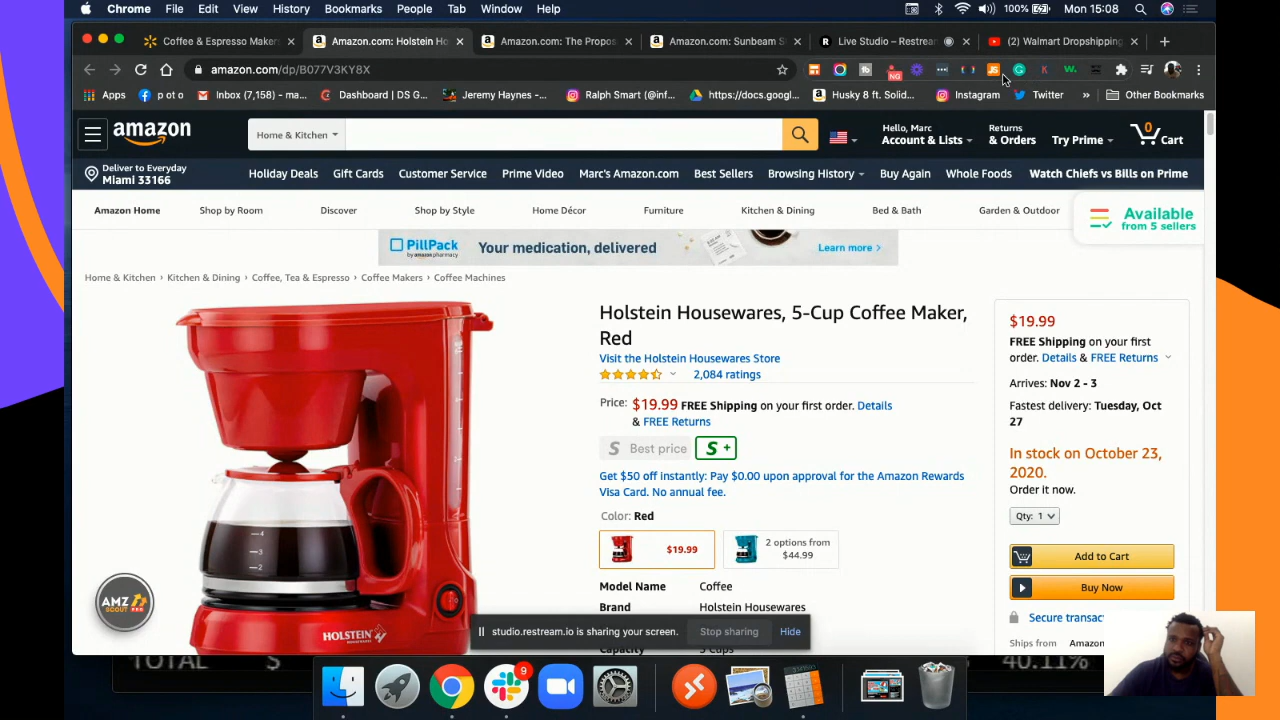 Chrome File Edit View History Bookmarks People Tab Window Help 100% Mon 15:08
Coffee & Espresso Maker Amazon.com: Holstein Ho Amazon.com: The Propos Amazon.com: Sunbeam S Live Studio – Restrea (2) Walmart Dropshipping
amazon.com/dp/B077V3KY8X
NG
Apps p ot o Inbox (7,158) – ma... Dashboard | DS G... Jeremy Haynes -... Ralph Smart (@inf... https://docs.googl... Husky 8 ft. Solid... Instagram Twitter » Other Bookmarks
amazon Home & Kitchen Hello, Marc Returns 0
Account & Lists & Orders Try Prime Cart
Deliver to Everyday
Miami 33166 Holiday Deals Gift Cards Customer Service Prime Video Marc's Amazon.com Best Sellers Browsing History Buy Again Whole Foods Watch Chiefs vs Bills on Prime
Amazon Home Shop by Room Discover Shop by Style Home Décor Furniture Kitchen & Dining Bed & Bath Garden & Outdoor
Available
from 5 sellers
PillPack
by amazon pharmacy
Your medication, delivered
Learn more ›
Home & Kitchen › Kitchen & Dining › Coffee, Tea & Espresso › Coffee Makers › Coffee Machines
4
3
2
HOLSTEIN
AMZ
SCOUT
Holstein Housewares, 5-Cup Coffee Maker,
Red
Visit the Holstein Housewares Store
2,084 ratings
Price: $19.99 FREE Shipping on your first order. Details
& FREE Returns
S Best price S +
Get $50 off instantly: Pay $0.00 upon approval for the Amazon Rewards
Visa Card. No annual fee.
Color: Red
$19.99
2 options from
$44.99
Model Name Coffee
Brand Holstein Housewares
$19.99
FREE Shipping on your first
order. Details & FREE Returns
Arrives: Nov 2 - 3
Fastest delivery: Tuesday, Oct
27
In stock on October 23,
2020.
Order it now.
Qty: 1
Add to Cart
Buy Now
Secure transac
Ships from Amazon
studio.restream.io is sharing your screen. Stop sharing Hide
TOTAL $ 40.11%
9